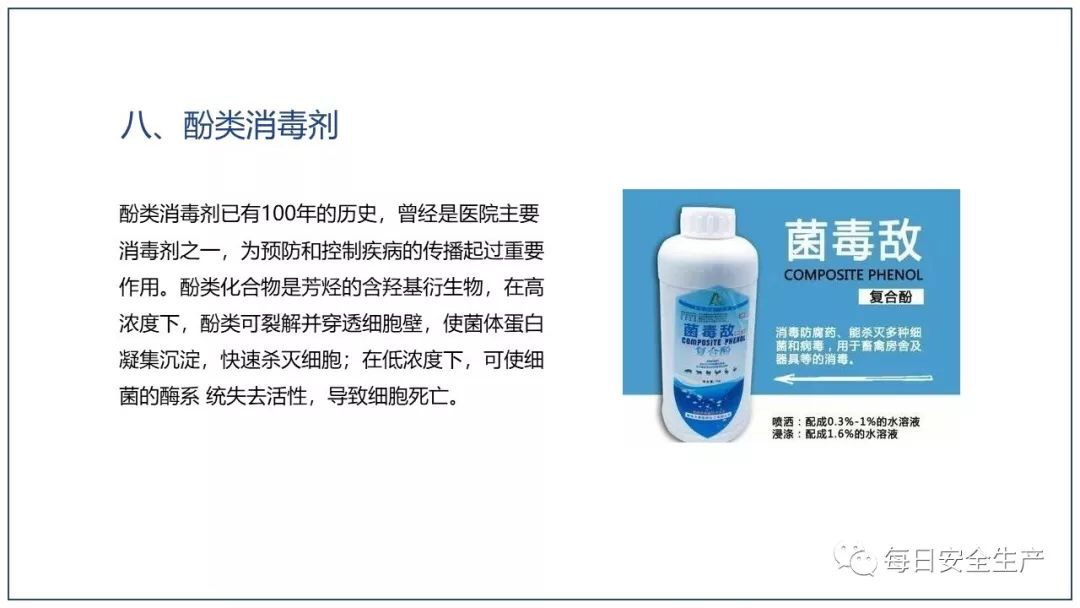 八、酚类消毒剂
酚类消毒剂已有100年的历史，曾经是医院主要
消毒剂之一，为预防和控制疾病的传播起过重要
作用。酚类化合物是芳烃的含羟基衍生物，在高
浓度下，酚类可裂解并穿透细胞壁，使菌体蛋白
凝集沉淀，快速杀灭细胞；在低浓度下，可使细
菌的酶系 统失去活性，导致细胞死亡。
菌毒敌
COMPOSITE PHENOL
复合酚
消毒防腐药、能杀灭多种细
菌和病毒，用于畜禽房舍及
器具等的消毒。
喷洒：配成0.3%-1%的水溶液
浸涤：配成1.6%的水溶液
菌毒敌
COMPOSITE PHENOL
复合酚
每日安全生产